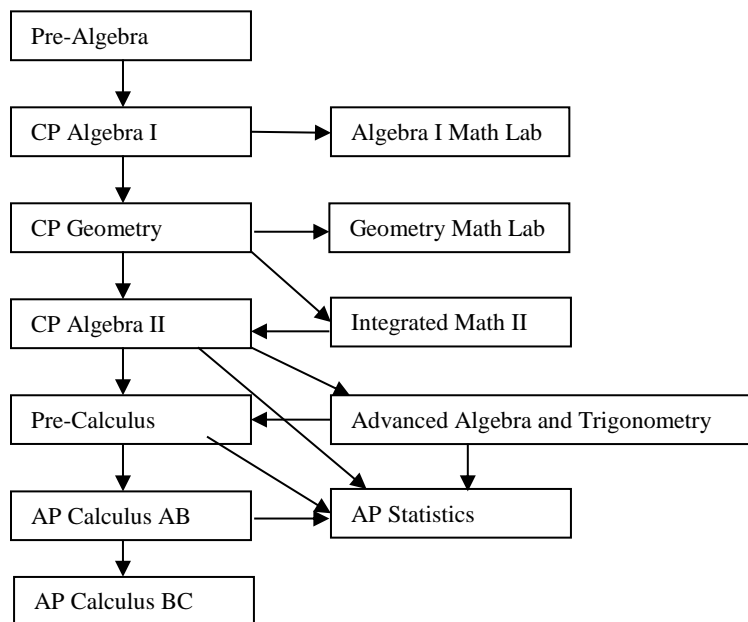 Pre-Algebra
CP Algebra I
Algebra I Math Lab
CP Geometry
Geometry Math Lab
CP Algebra II
Integrated Math II
Pre-Calculus
Advanced Algebra and Trigonometry
AP Calculus AB
AP Statistics
AP Calculus BC